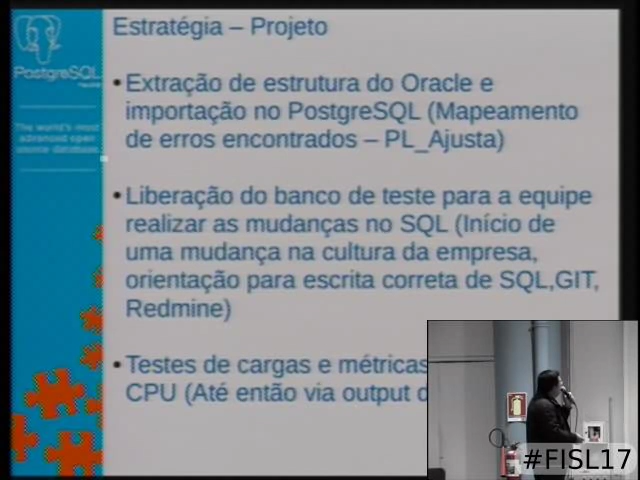 Estratégia – Projeto
PostgreSQL
The world's most
advanced open
source database.
• Extração de estrutura do Oracle e
importação no PostgreSQL (Mapeamento
de erros encontrados – PL_Ajusta)
• Liberação do banco de teste para a equipe
realizar as mudanças no SQL (Início de
uma mudança na cultura da empresa,
orientação para escrita correta de SQL,GIT,
Redmine)
• Testes de cargas e métricas
CPU (Até então via output
#FISL17